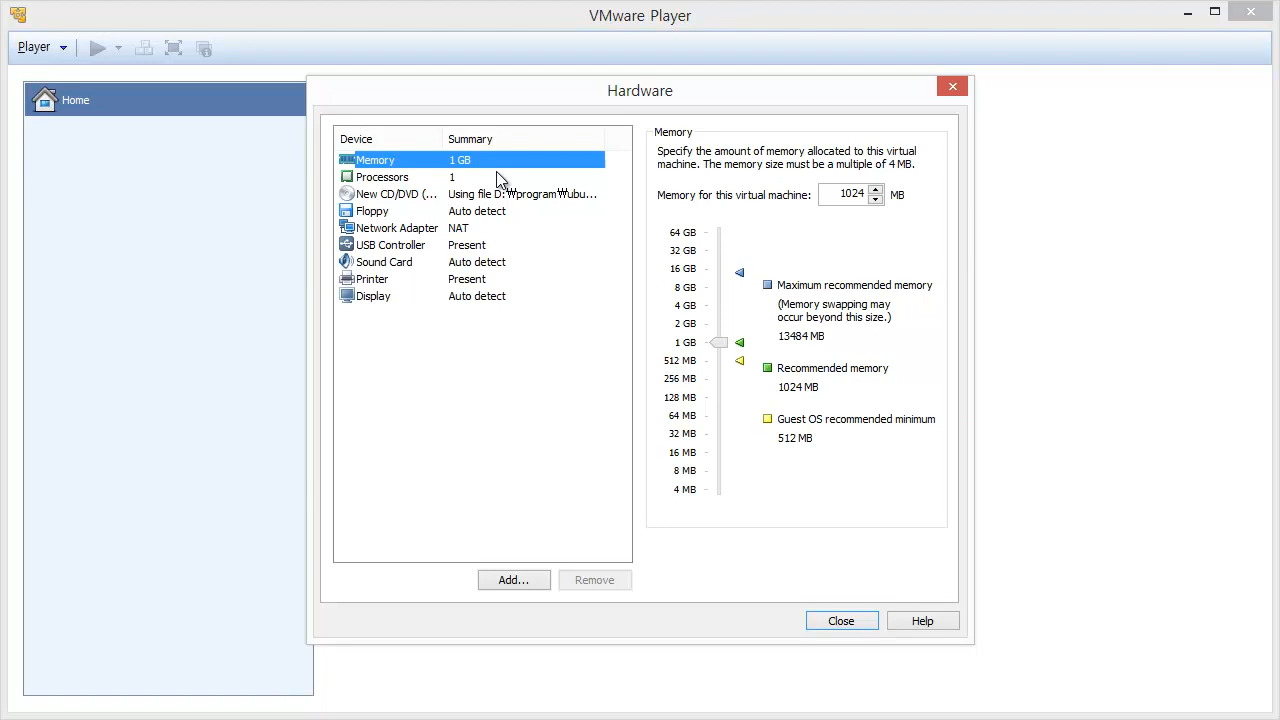 VMware Player
Player
Home
Hardware
Device Summary
Memory 1 GB
Processors 1
New CD/DVD (... Using file D:₩program₩ubu...
Floppy Auto detect
Network Adapter NAT
USB Controller Present
Sound Card Auto detect
Printer Present
Display Auto detect
Add...
Remove
Memory
Specify the amount of memory allocated to this virtual
machine. The memory size must be a multiple of 4 MB.
Memory for this virtual machine: 1024 MB
64 GB
32 GB
16 GB
8 GB
4 GB
2 GB
1 GB
512 MB
256 MB
128 MB
64 MB
32 MB
16 MB
8 MB
4 MB
Maximum recommended memory
(Memory swapping may
occur beyond this size.)
13484 MB
Recommended memory
1024 MB
Guest OS recommended minimum
512 MB
Close
Help